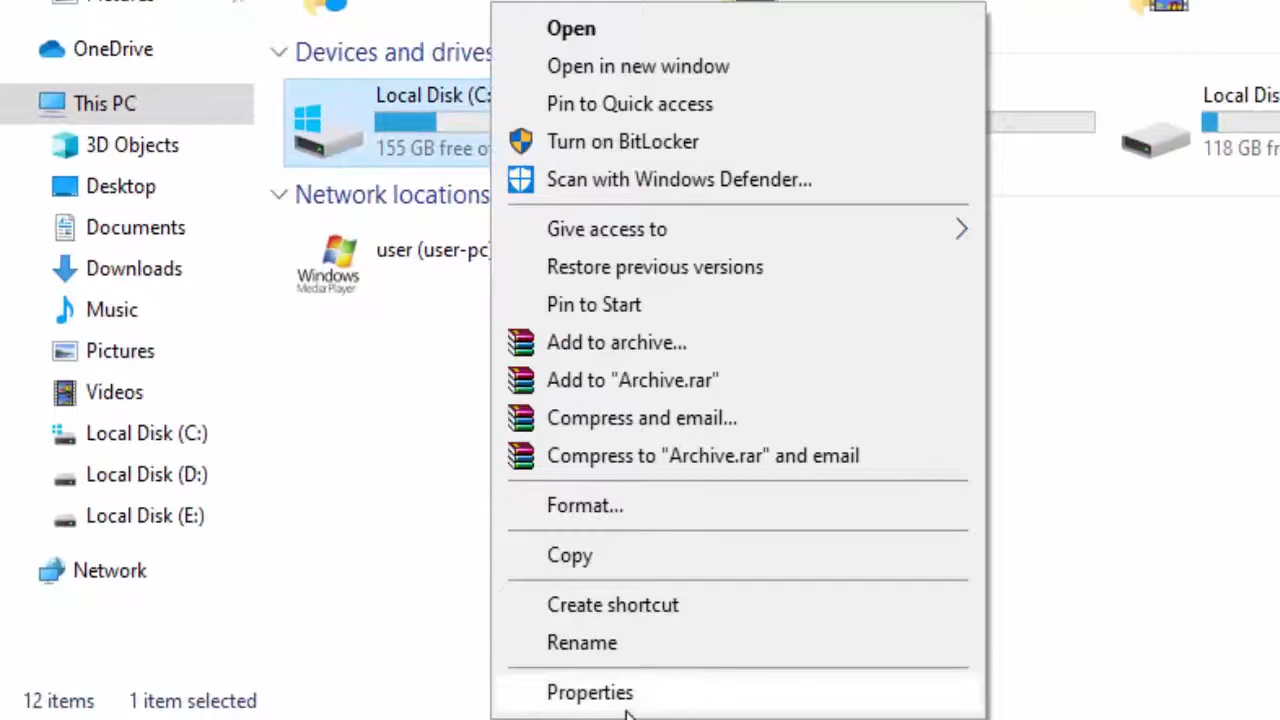 Pictures
OneDrive
This PC
3D Objects
Desktop
Documents
Downloads
Music
Pictures
Videos
Local Disk (C:)
Local Disk (D:)
Local Disk (E:)
Network
12 items
1 item selected
Devices and drives
Local Disk (C:
155 GB free o
Network locations
user (user-pc)
Windows
Media Player
Open
Open in new window
Pin to Quick access
Turn on BitLocker
Scan with Windows Defender...
Give access to
Restore previous versions
Pin to Start
Add to archive...
Add to "Archive.rar"
Compress and email...
Compress to "Archive.rar" and email
Format...
Copy
Create shortcut
Rename
Properties
Local Dis
118 GB fr